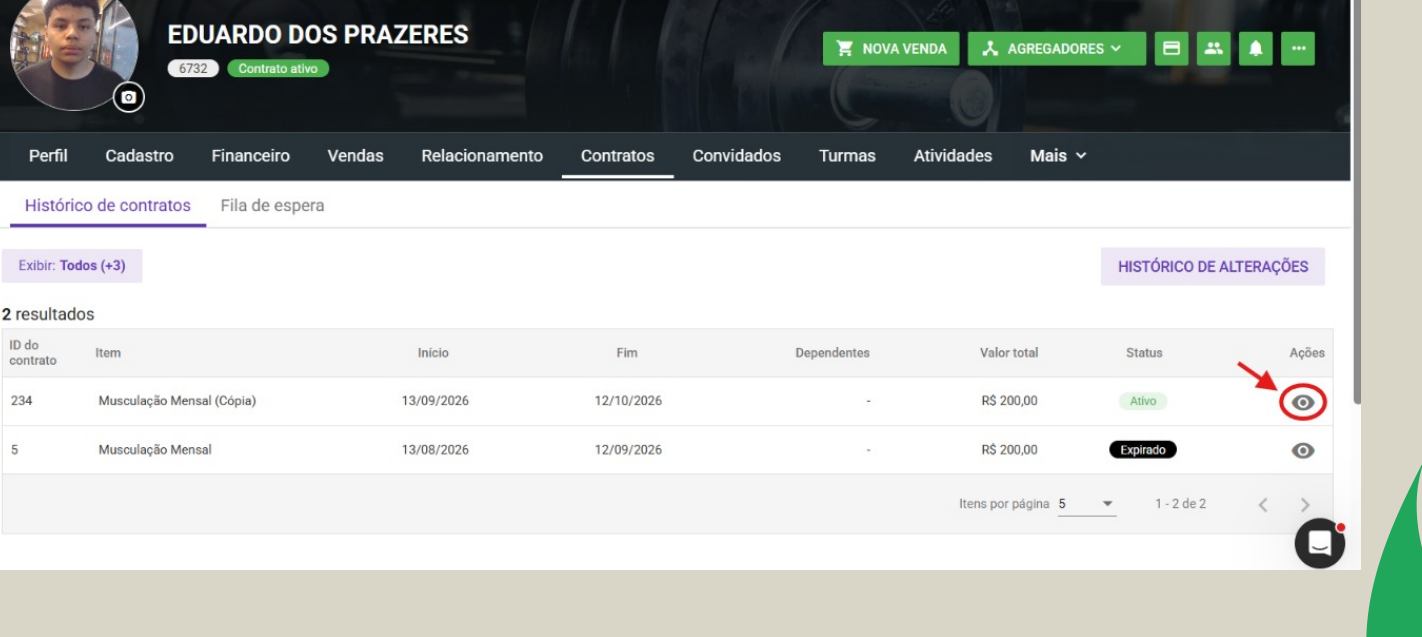 EDUARDO DOS PRAZERES
6732 Contrato ativo
NOVA VENDA AGREGADORES
Perfil Cadastro Financeiro Vendas Relacionamento Contratos Convidados Turmas Atividades Mais
Histórico de contratos Fila de espera
Exibir: Todos (+3) HISTÓRICO DE ALTERAÇÕES
2 resultados
ID do contrato Item Início Fim Dependentes Valor total Status Ações
234 Musculação Mensal (Cópia) 13/09/2026 12/10/2026 - R$ 200,00 Ativo
5 Musculação Mensal 13/08/2026 12/09/2026 - R$ 200,00 Expirado
Itens por página 5 1 - 2 de 2